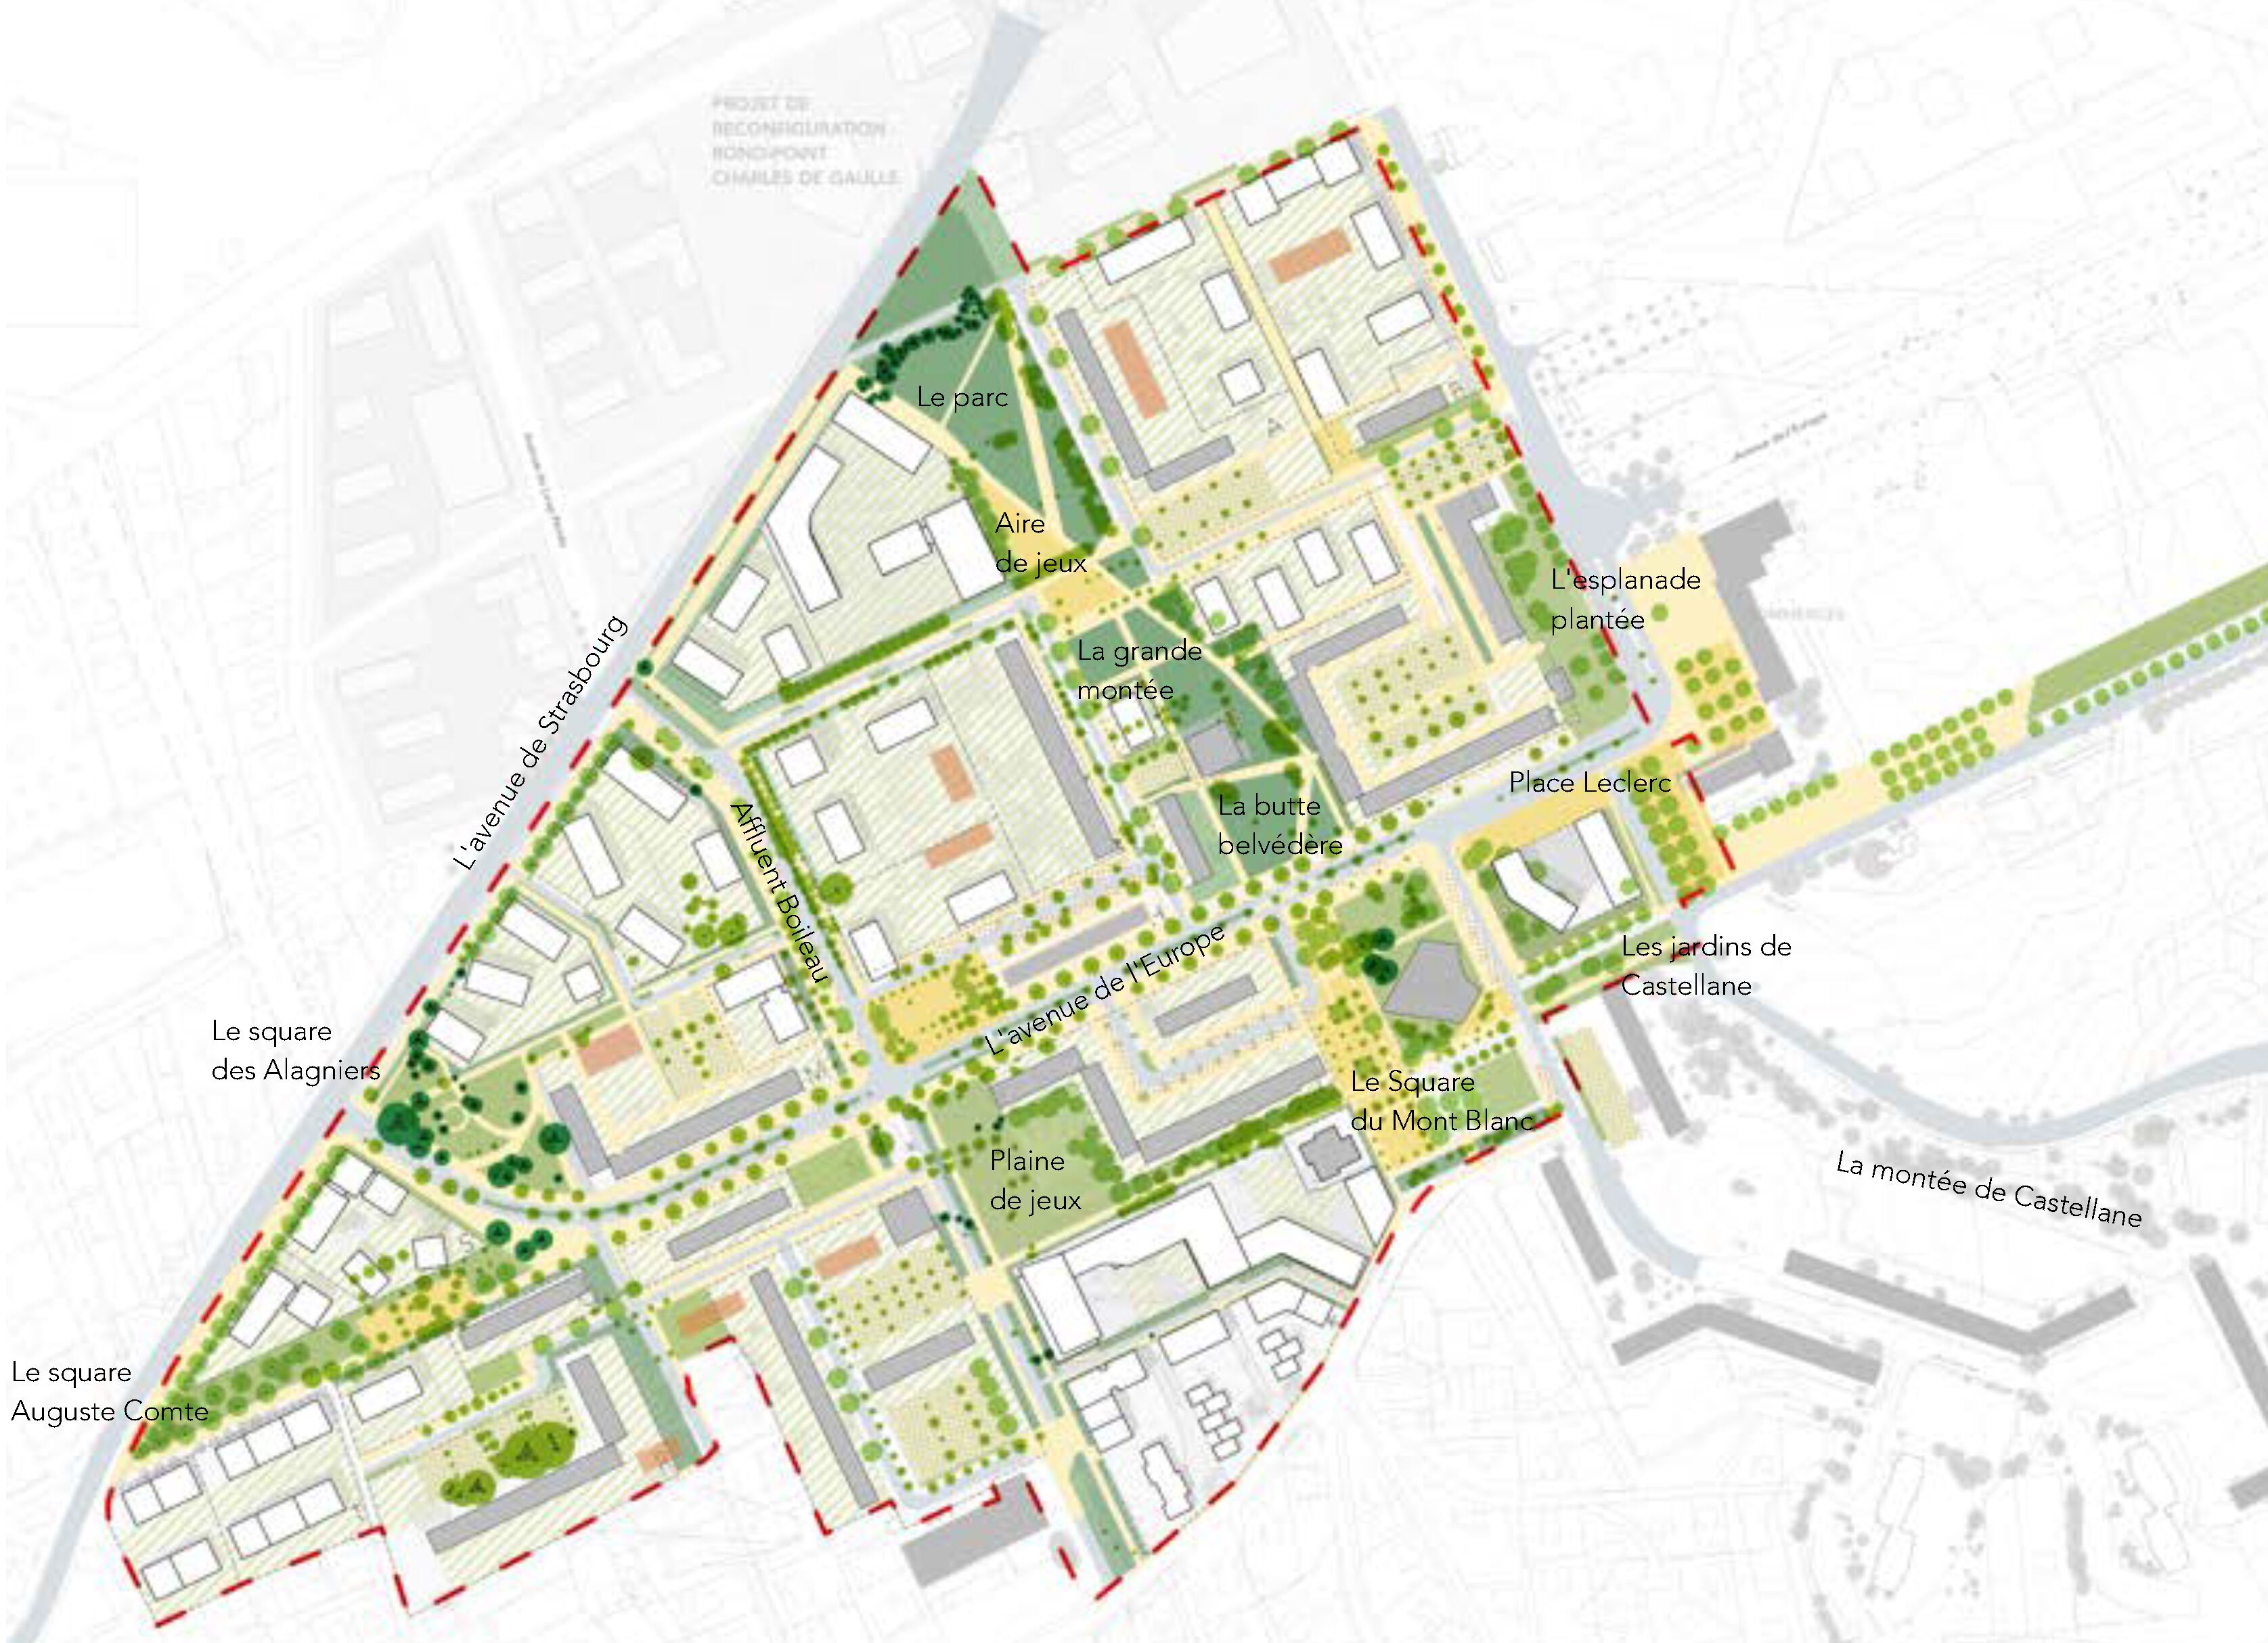 PROJET DE
RECONFIGURATION
ROND-POINT
CHARLES DE GAULLE
Le parc
Aire
de jeux
L'esplanade
plantée
La grande
montée
L'avenue de Strasbourg
Place Leclerc
La butte
belvédère
Affluent Boileau
L'avenue de l'Europe
Les jardins de
Castellane
Le square
des Alagniers
Le Square
du Mont Blanc
Plaine
de jeux
La montée de Castellane
Le square
Auguste Comte